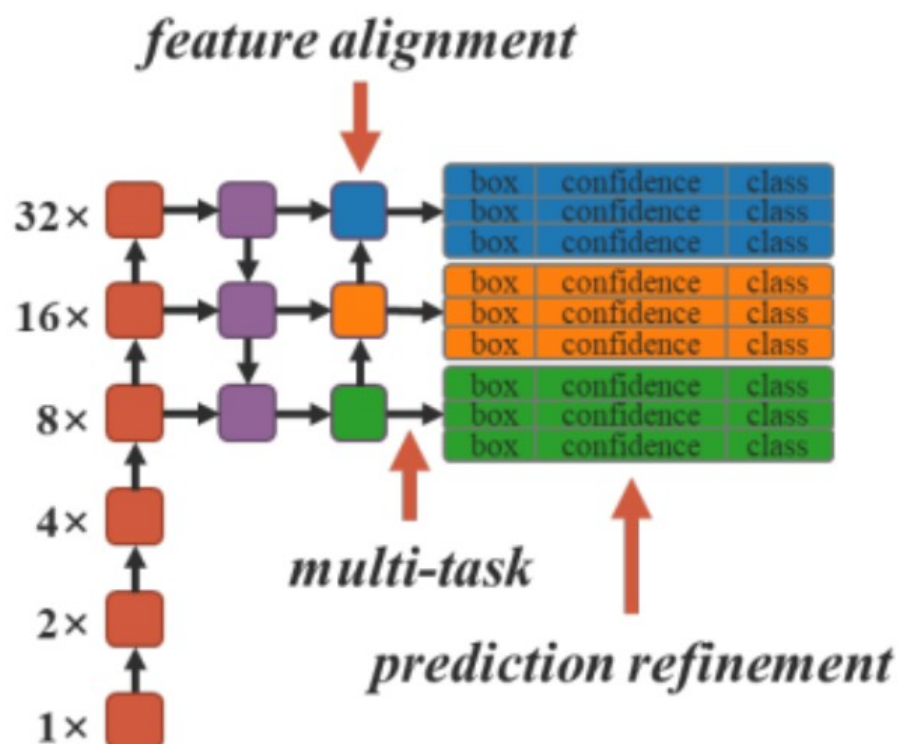 feature alignment
32×
box confidence class
box confidence class
box confidence class
16×
box confidence class
box confidence class
box confidence class
8×
box confidence class
box confidence class
box confidence class
4×
multi-task
2×
prediction refinement
1×